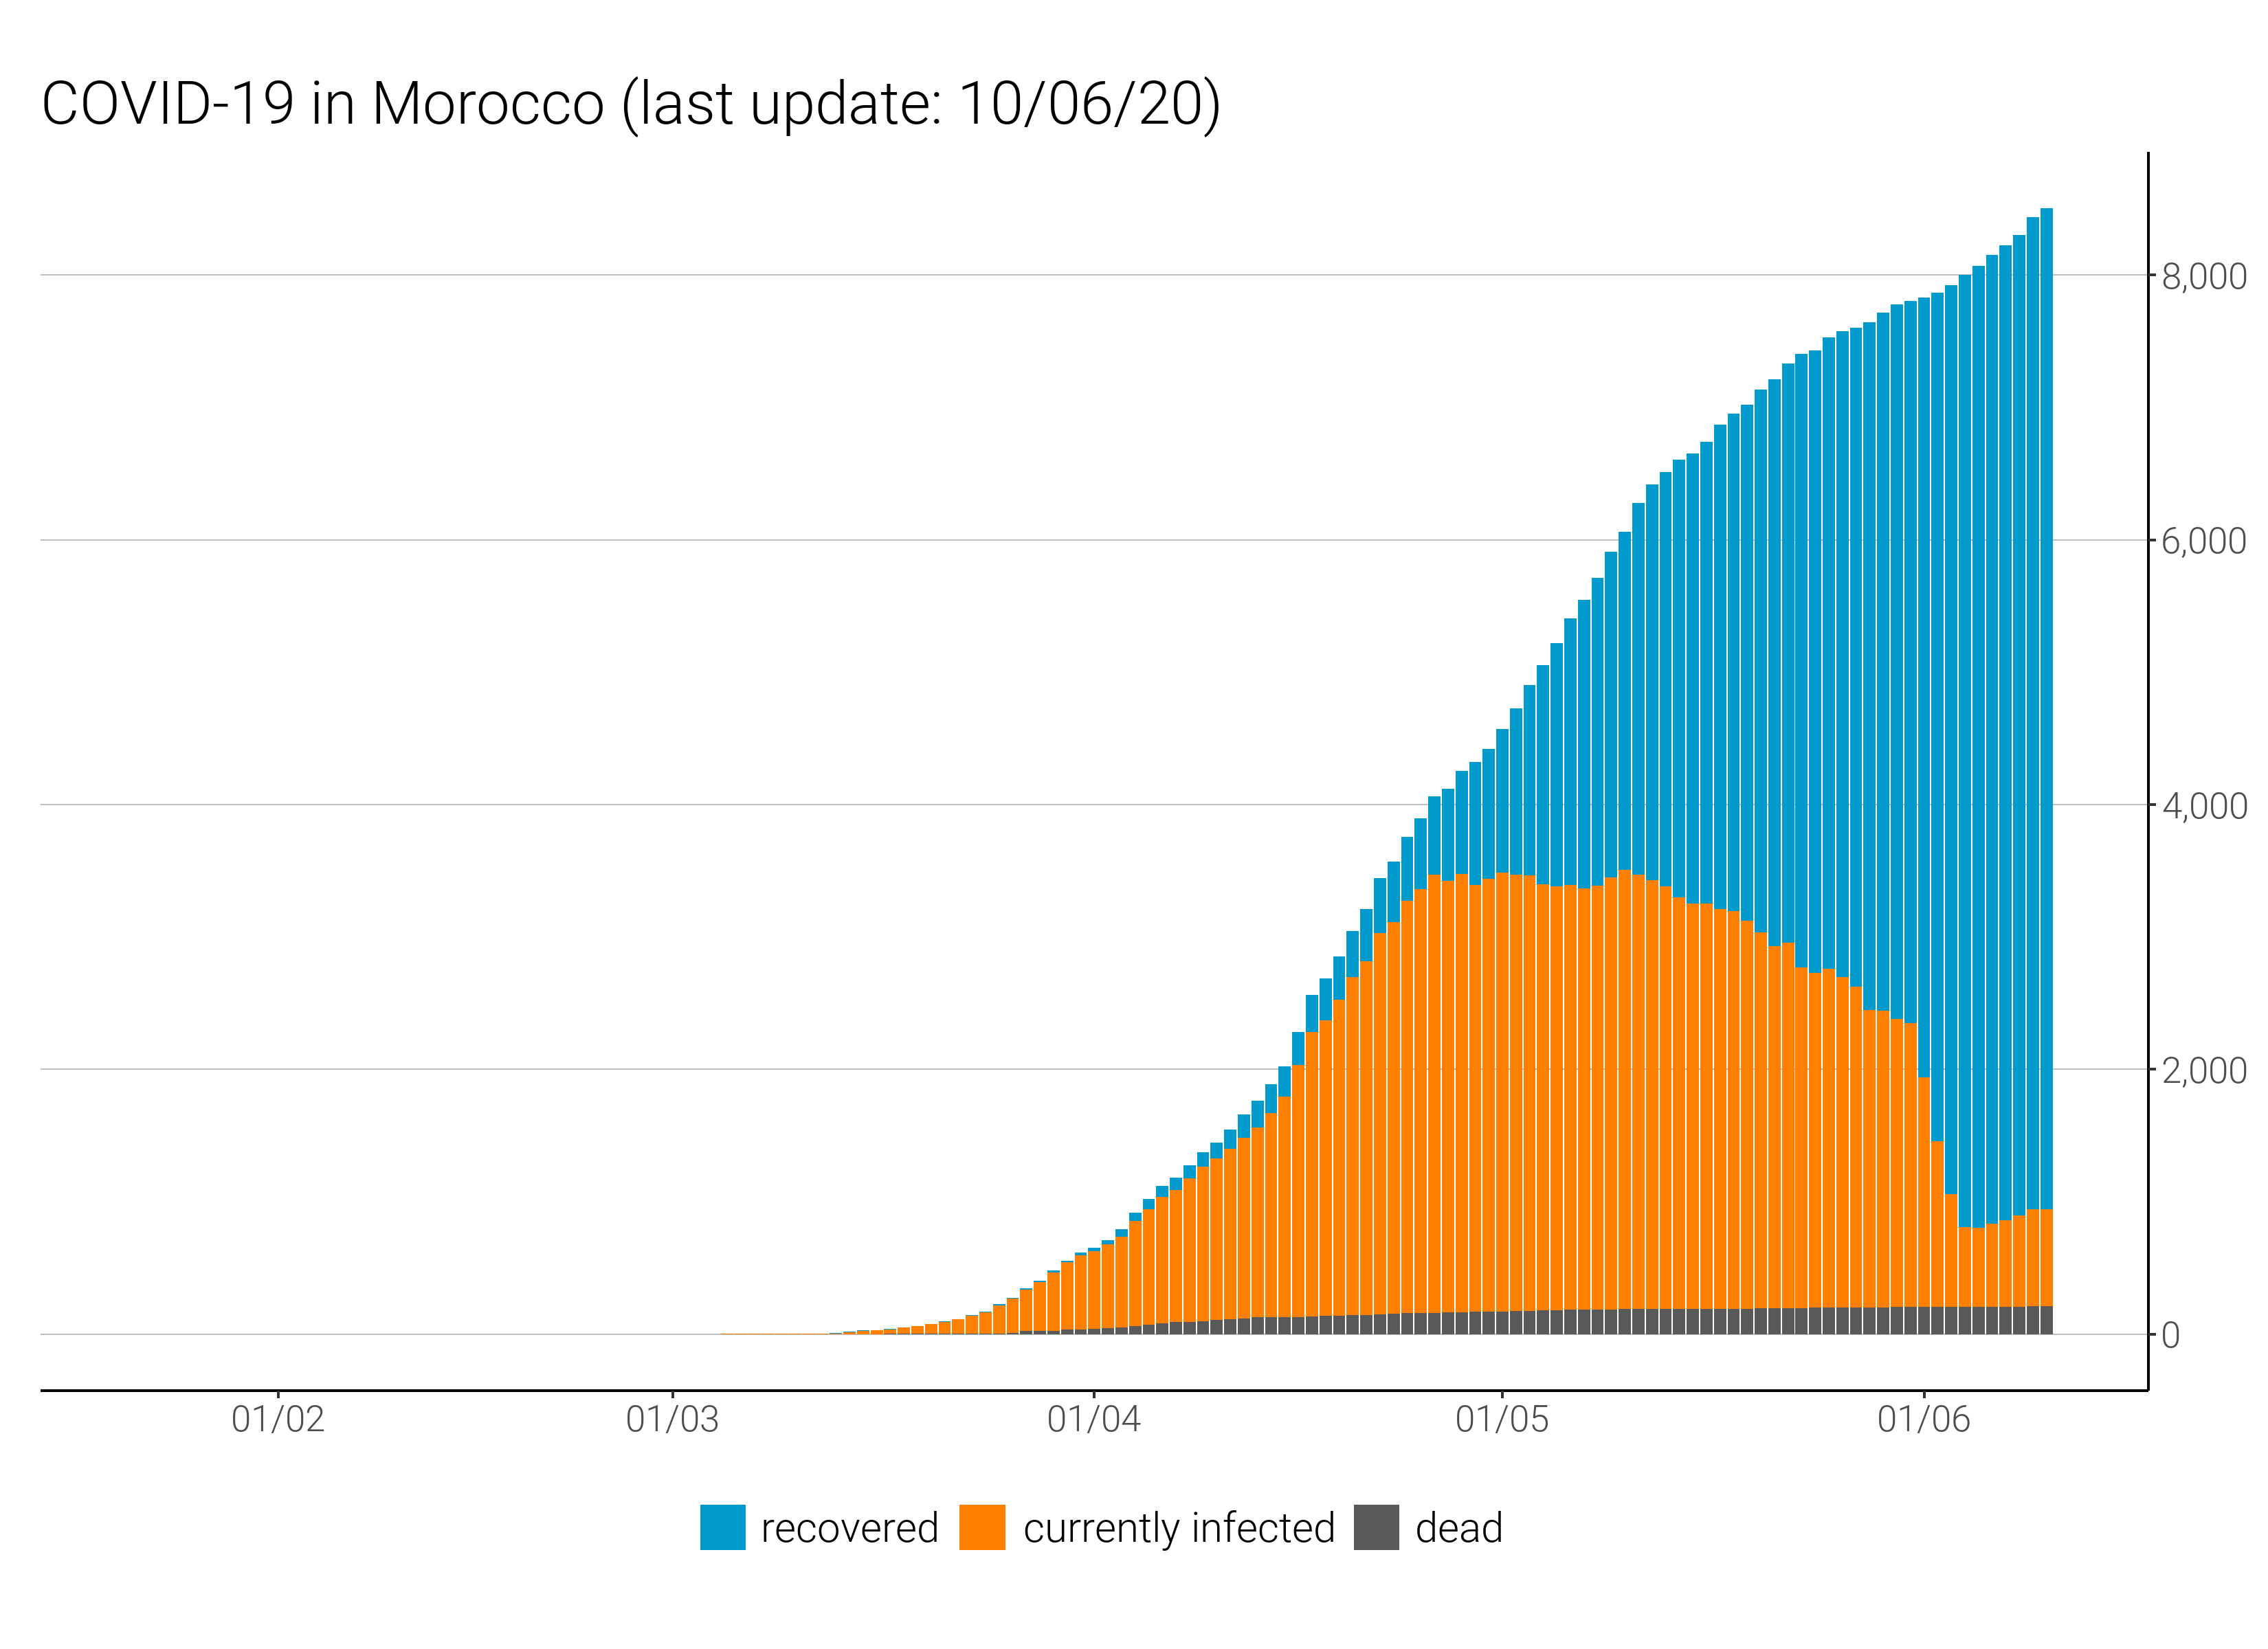 COVID-19 in Morocco (last update: 10/06/20)
8,000
6,000
4,000
2,000
0
01/02 01/03 01/04 01/05 01/06
recovered currently infected dead